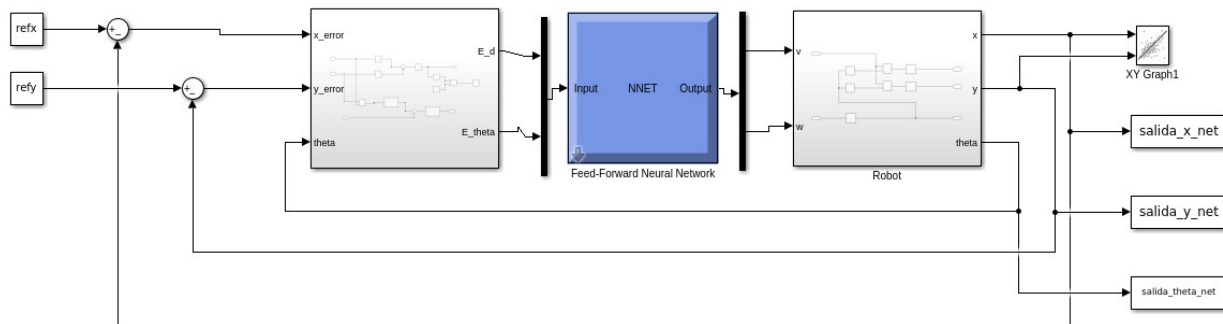 refx
+_
x_error
E_d
Input
NNET
Output
v
x
XY Graph1
refy
+_
y_error
y
salida_x_net
theta
E_theta
w
theta
Feed-Forward Neural Network
Robot
salida_y_net
salida_theta_net